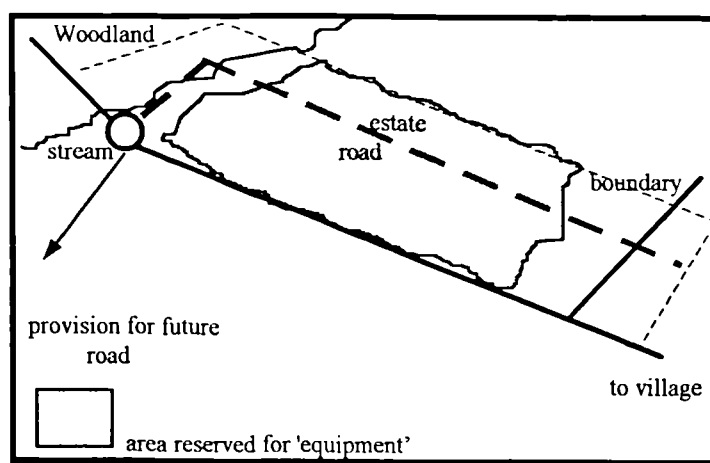 Woodland
estate
road
stream
boundary
provision for future
road
to village
area reserved for 'equipment'